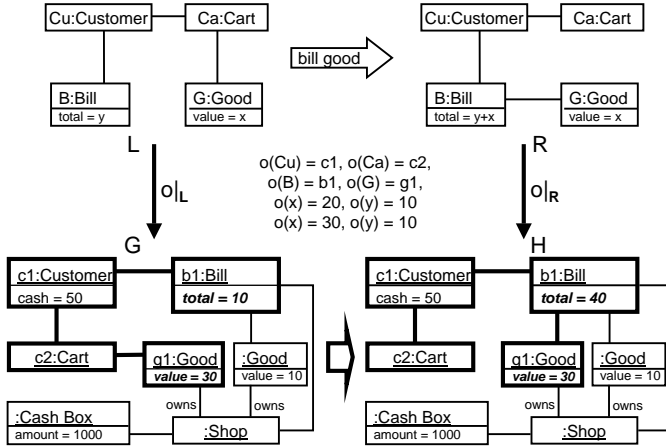 Cu:Customer Ca:Cart
B:Bill
total = y
G:Good
value = x
L
bill good
Cu:Customer Ca:Cart
B:Bill
total = y+x
G:Good
value = x
R
o|L
o(Cu) = c1, o(Ca) = c2,
o(B) = b1, o(G) = g1,
o(x) = 20, o(y) = 10
o(x) = 30, o(y) = 10
o|R
G
c1:Customer
cash = 50
b1:Bill
total = 10
c2:Cart
g1:Good
value = 30
:Good
value = 10
owns
owns
:Cash Box
amount = 1000
:Shop
H
c1:Customer
cash = 50
b1:Bill
total = 40
c2:Cart
g1:Good
value = 30
:Good
value = 10
owns
owns
:Cash Box
amount = 1000
:Shop